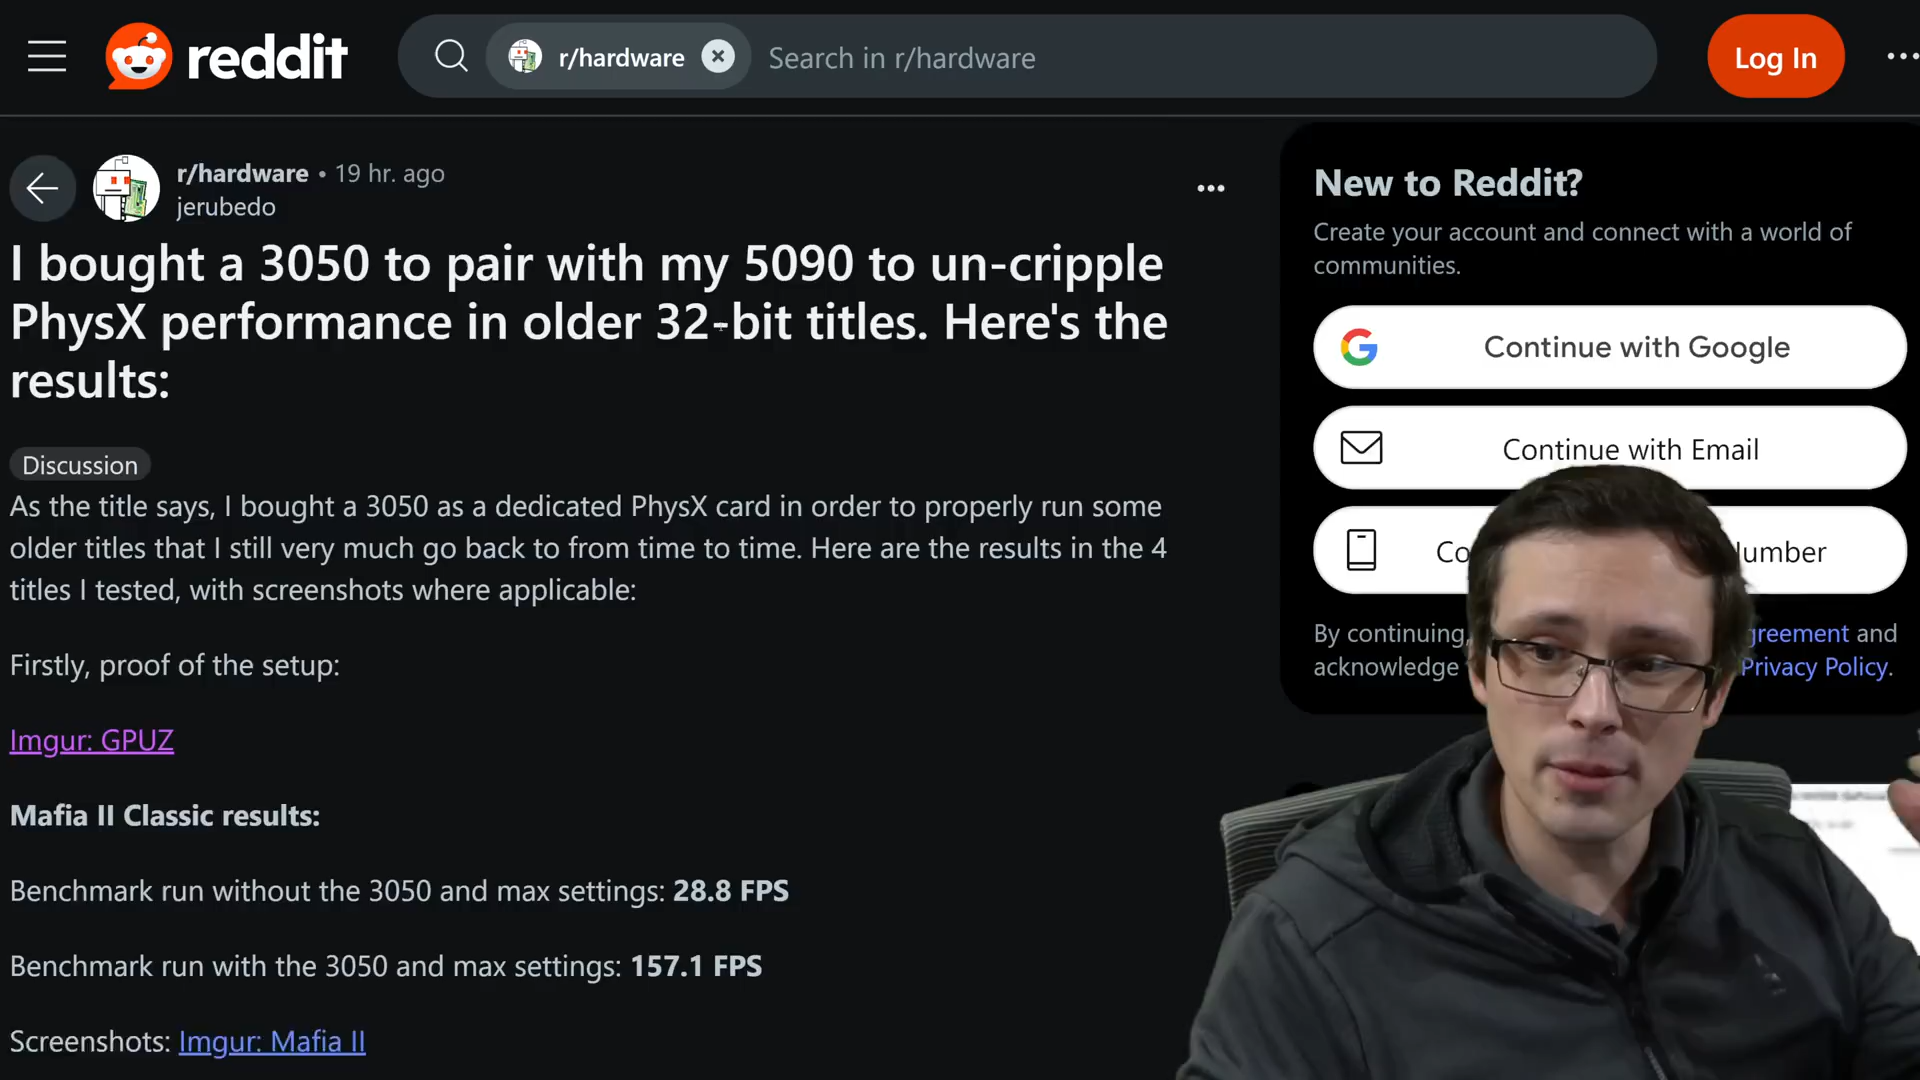 reddit
r/hardware
Search in r/hardware
Log In
r/hardware • 19 hr. ago
jerubedo
I bought a 3050 to pair with my 5090 to un-cripple
PhysX performance in older 32-bit titles. Here's the
results:
Discussion
As the title says, I bought a 3050 as a dedicated PhysX card in order to properly run some
older titles that I still very much go back to from time to time. Here are the results in the 4
titles I tested, with screenshots where applicable:
Firstly, proof of the setup:
Imgur: GPUZ
Mafia II Classic results:
Benchmark run without the 3050 and max settings: 28.8 FPS
Benchmark run with the 3050 and max settings: 157.1 FPS
Screenshots: Imgur: Mafia II
New to Reddit?
Create your account and connect with a world of
communities.
Continue with Google
Continue with Email
By continuing, and
acknowledge Privacy Policy.